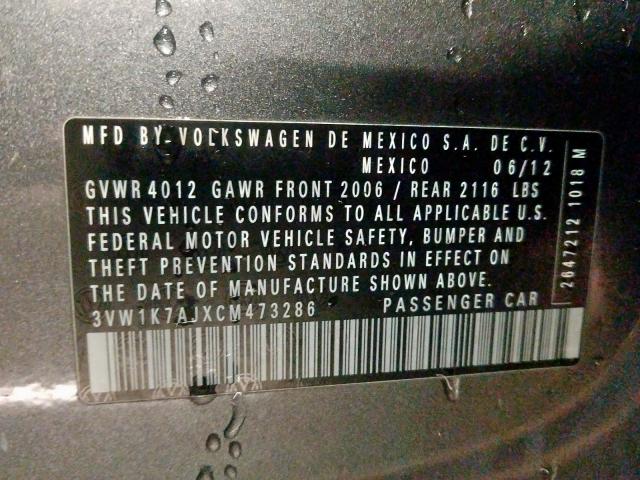 MFD BY VOLKSWAGEN DE MEXICO S.A. DE C.V.
MEXICO 06/12
GVWR 4012 GAWR FRONT 2006 / REAR 2116 LBS
THIS VEHICLE CONFORMS TO ALL APPLICABLE U.S.
FEDERAL MOTOR VEHICLE SAFETY, BUMPER AND
THEFT PREVENTION STANDARDS IN EFFECT ON
THE DATE OF MANUFACTURE SHOWN ABOVE.
3VW1K7AJXCM473286 PASSENGER CAR
2647212 1018 M